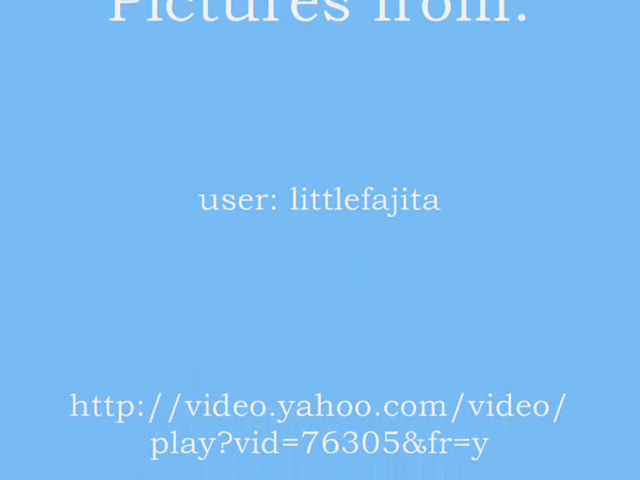 Pictures from:
user: littlefajita
http://video.yahoo.com/video/
play?vid=76305&fr=y